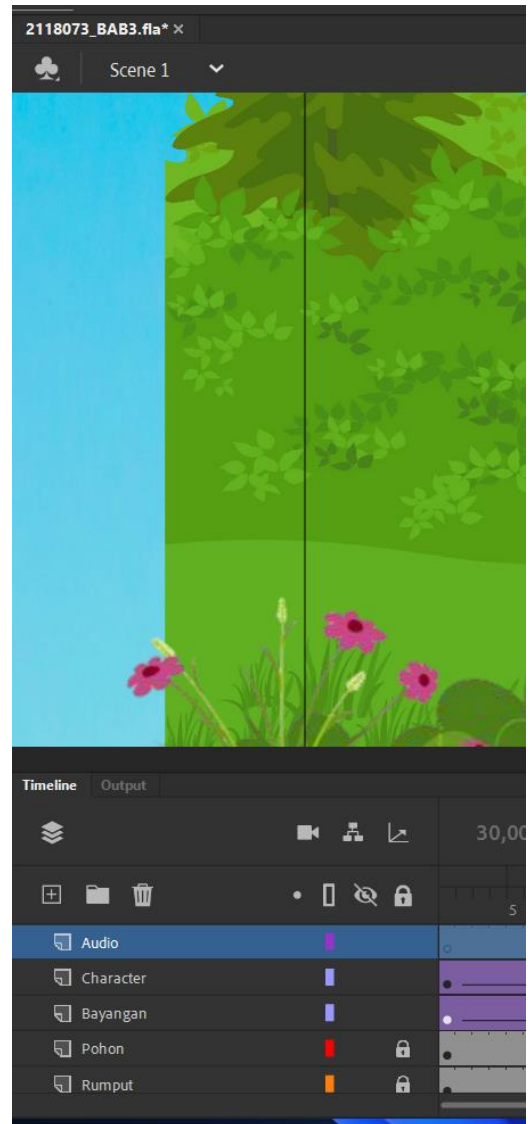 2118073_BAB3.fla* ×
Scene 1
Timeline Output
30,00
5
Audio
Character
Bayangan
Pohon
Rumput